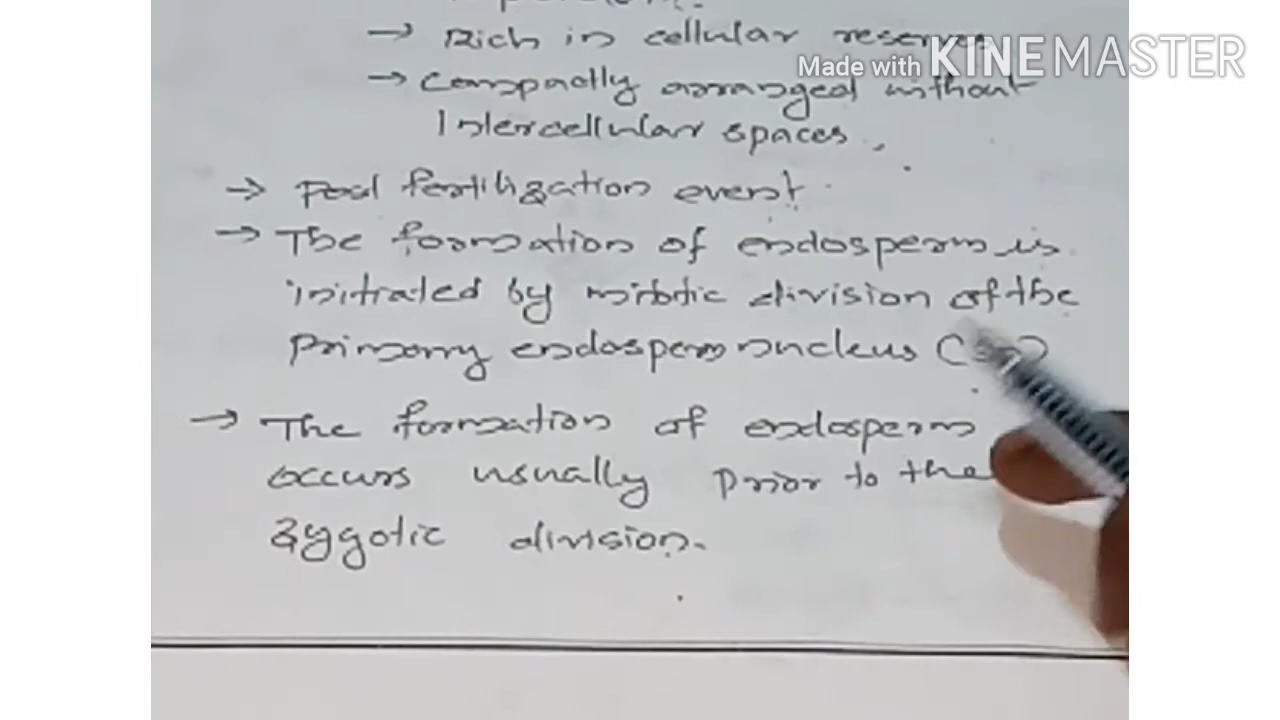 → Rich in cellular reserves
Made with KINEMASTER
→ Compactly arranged without
Intercellular spaces.
→ Post fertilization event.
→ The formation of endosperm is
initiated by mitotic division of the
Primary endosperm nucleus
→ The formation of endosperm
occurs usually prior to the
zygotic division.